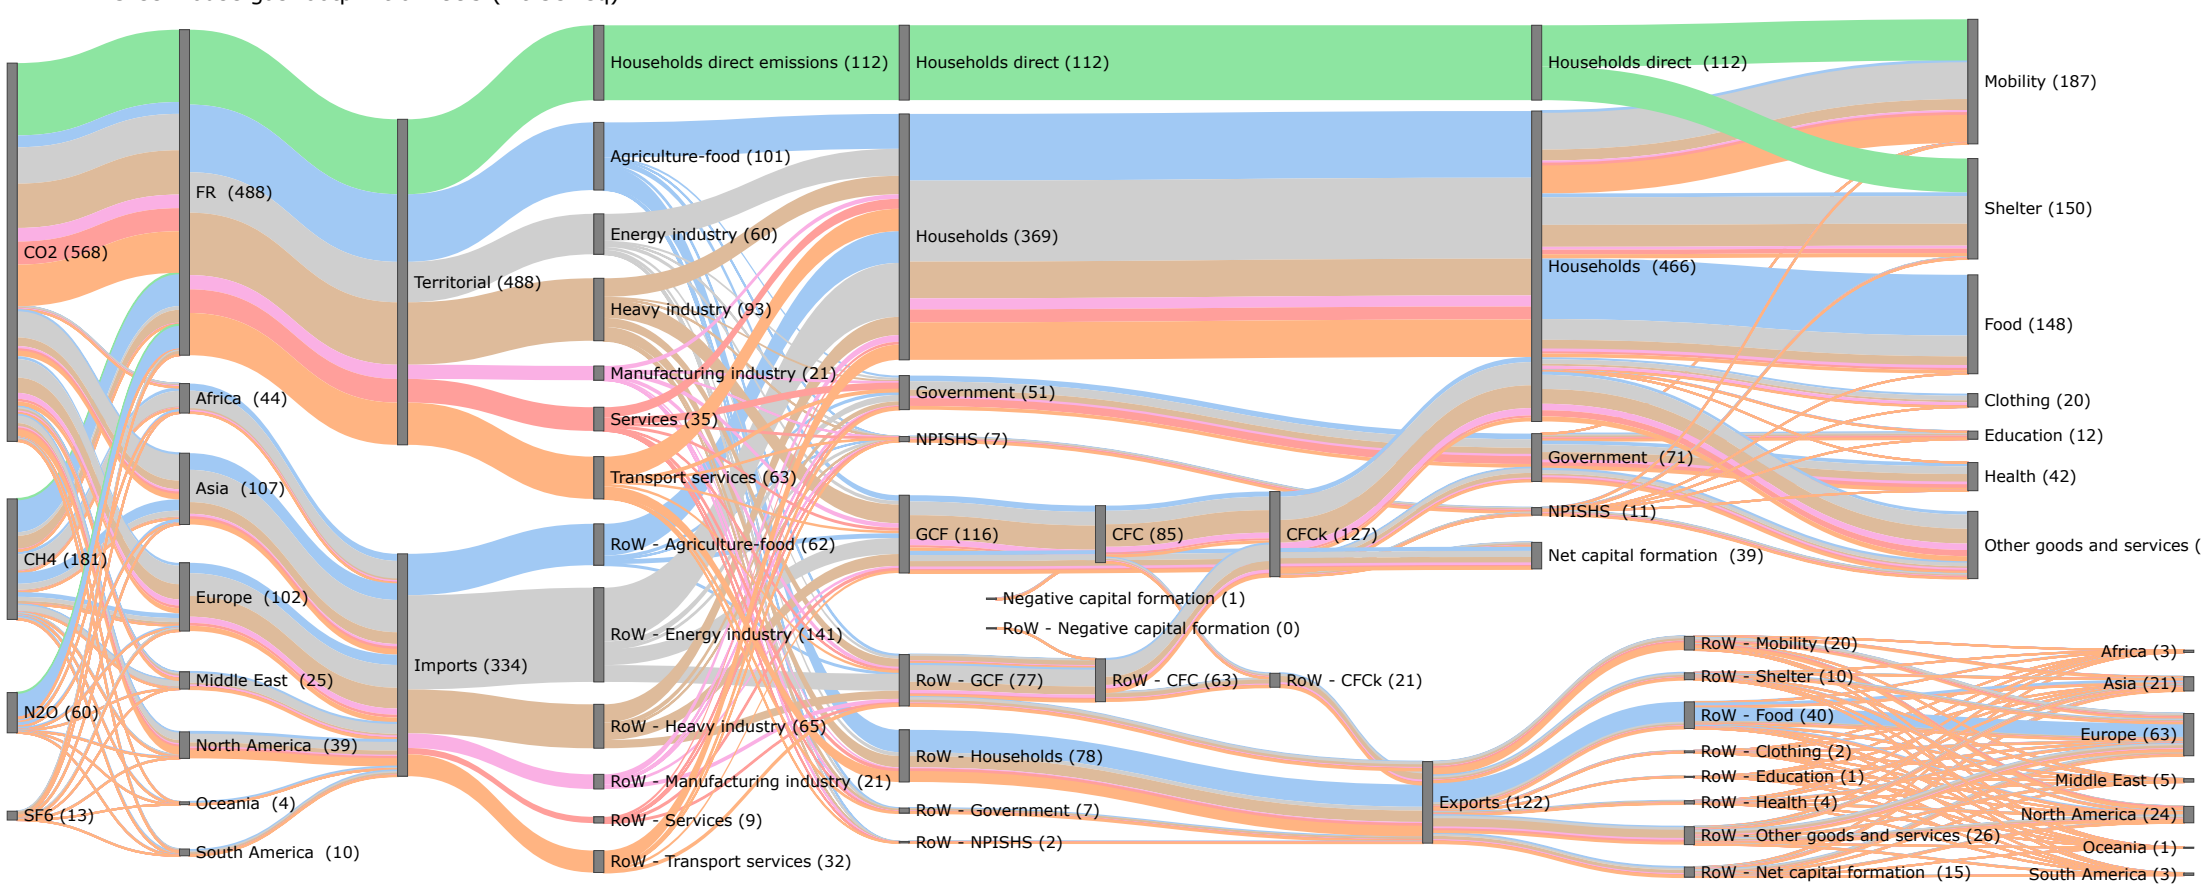 CO2 (568)
CH4 (181)
N2O (60)
SF6 (13)
FR (488)
Africa (44)
Asia (107)
Europe (102)
Middle East (25)
North America (39)
Oceania (4)
South America (10)
Territorial (488)
Imports (334)
Households direct emissions (112)
Agriculture-food (101)
Energy industry (60)
Heavy industry (93)
Manufacturing industry (21)
Services (35)
Transport services (63)
RoW - Agriculture-food (62)
RoW - Energy industry (141)
RoW - Heavy industry (65)
RoW - Manufacturing industry (21)
RoW - Services (9)
RoW - Transport services (32)
Households direct (112)
Households (369)
Government (51)
NPISHS (7)
GCF (116)
RoW - GCF (77)
RoW - Households (78)
RoW - Government (7)
RoW - NPISHS (2)
Negative capital formation (1)
RoW - Negative capital formation (0)
CFC (85)
RoW - CFC (63)
CFCk (127)
RoW - CFCk (21)
Exports (122)
Households direct (112)
Households (466)
Government (71)
NPISHS (11)
Net capital formation (39)
RoW - Mobility (20)
RoW - Shelter (10)
RoW - Food (40)
RoW - Clothing (2)
RoW - Education (1)
RoW - Health (4)
RoW - Other goods and services (26)
RoW - Net capital formation (15)
Mobility (187)
Shelter (150)
Food (148)
Clothing (20)
Education (12)
Health (42)
Other goods and services (
Africa (3)
Asia (21)
Europe (63)
Middle East (5)
North America (24)
Oceania (1)
South America (3)